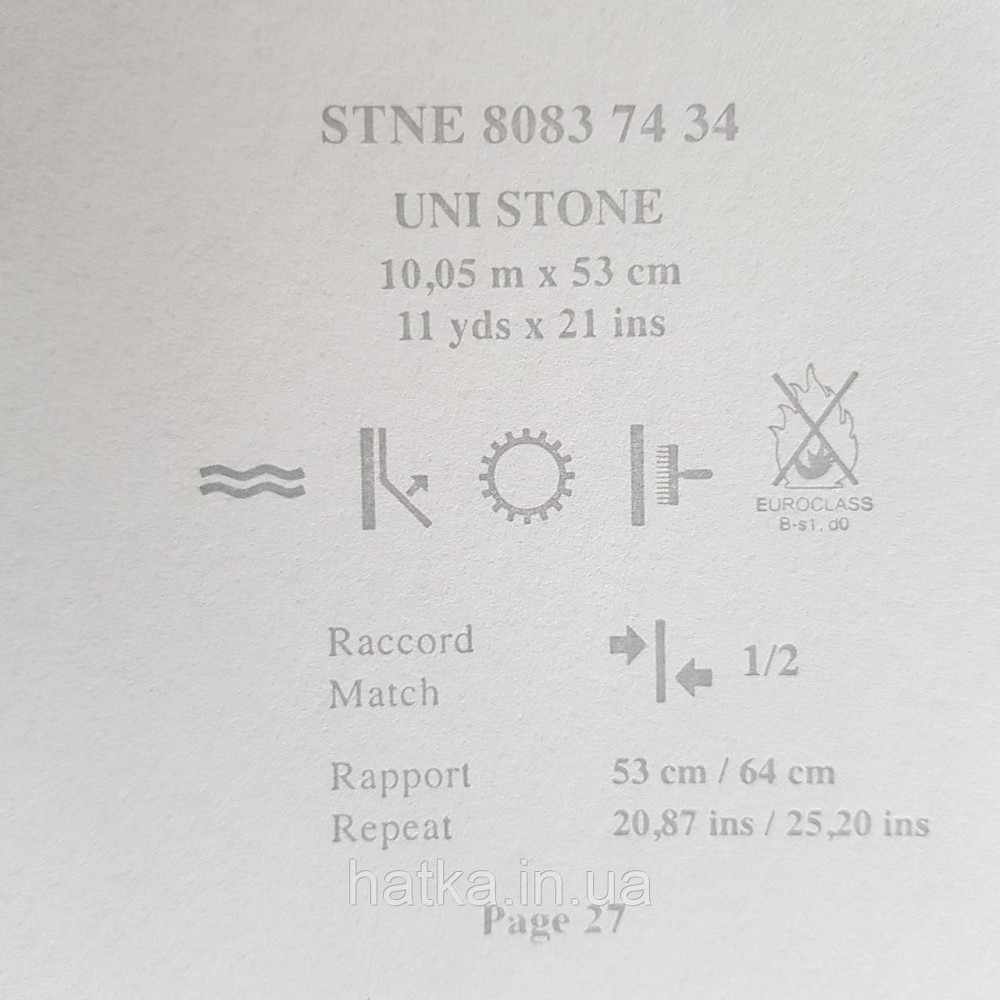 STNE 8083 74 34
UNI STONE
10,05 m x 53 cm
11 yds x 21 ins
EUROCLASS
B-s1, d0
Raccord
Match
1/2
Rapport
Repeat
53 cm / 64 cm
20,87 ins / 25,20 ins
hatka.in.ua
Page 27